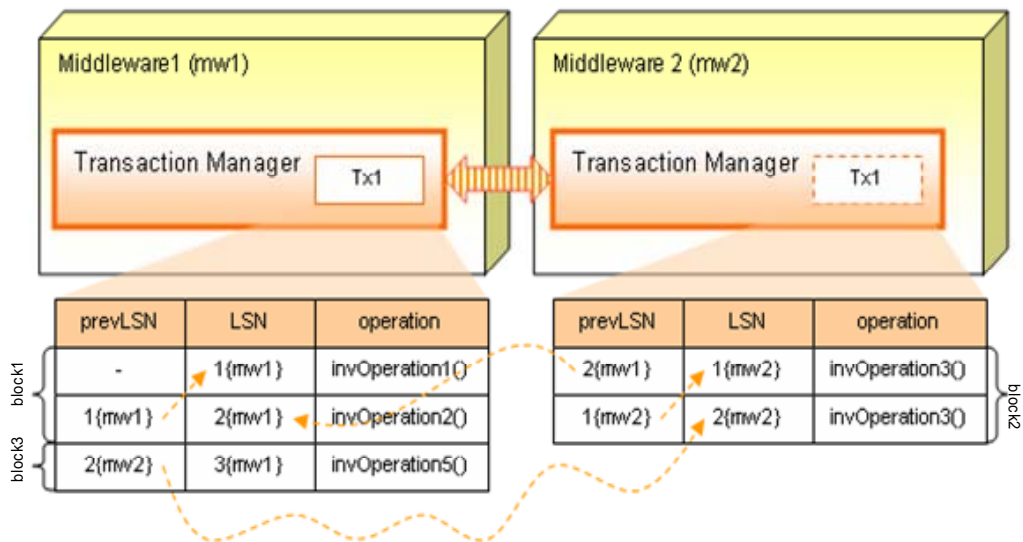 Middleware1 (mw1)
Middleware 2 (mw2)
Transaction Manager
Tx1
Transaction Manager
Tx1
prevLSN LSN operation
block1
- 1{mw1} invOperation1()
1{mw1} 2{mw1} invOperation2()
block3
2{mw2} 3{mw1} invOperation5()
prevLSN LSN operation
2{mw1} 1{mw2} invOperation3()
1{mw2} 2{mw2} invOperation3()
block2